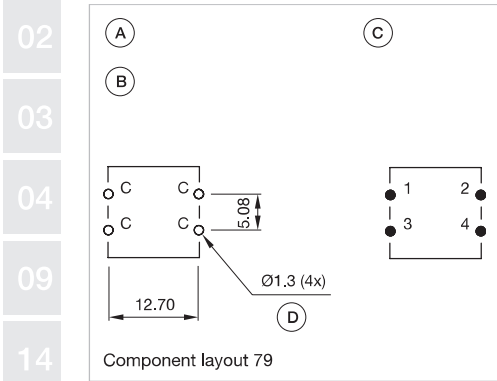 02
A
C
B
03
04
C C
1 2
C C
3 4
5.08
09
12.70
Ø1.3 (4x)
D
14
Component layout 79